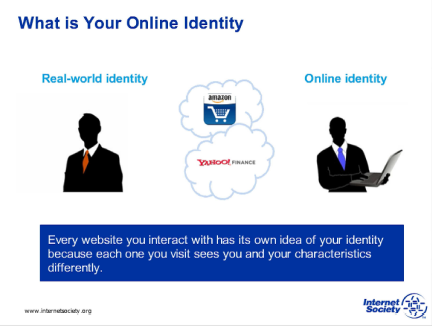 What is Your Online Identity
Real-world identity
Online identity
amazon
YAHOO! FINANCE
Every website you interact with has its own idea of your identity
because each one you visit sees you and your characteristics
differently.
www.internetsociety.org
Internet
Society